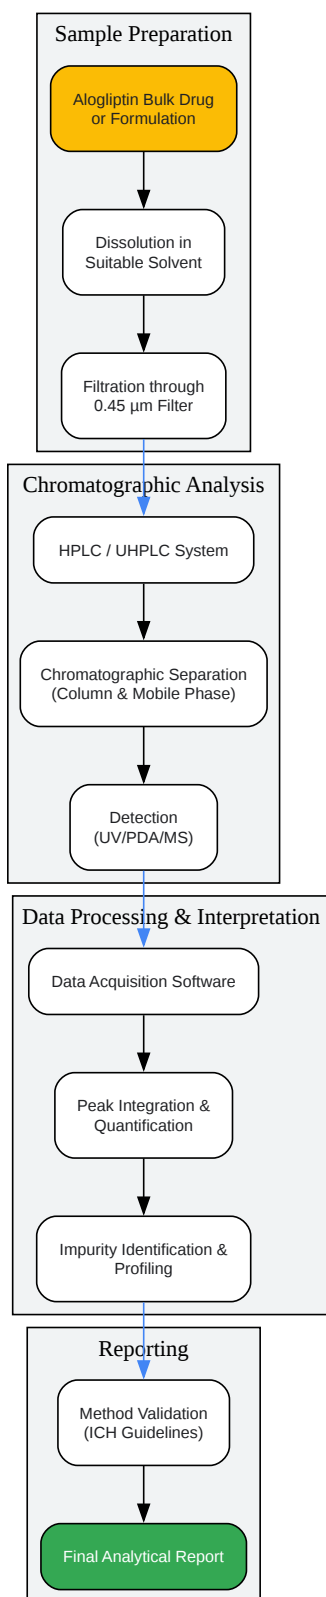 Sample Preparation
Alogliptin Bulk Drug
or Formulation
Dissolution in
Suitable Solvent
Filtration through
0.45 µm Filter
Chromatographic Analysis
HPLC / UHPLC System
Chromatographic Separation
(Column & Mobile Phase)
Detection
(UV/PDA/MS)
Data Processing & Interpretation
Data Acquisition Software
Peak Integration &
Quantification
Impurity Identification &
Profiling
Reporting
Method Validation
(ICH Guidelines)
Final Analytical Report